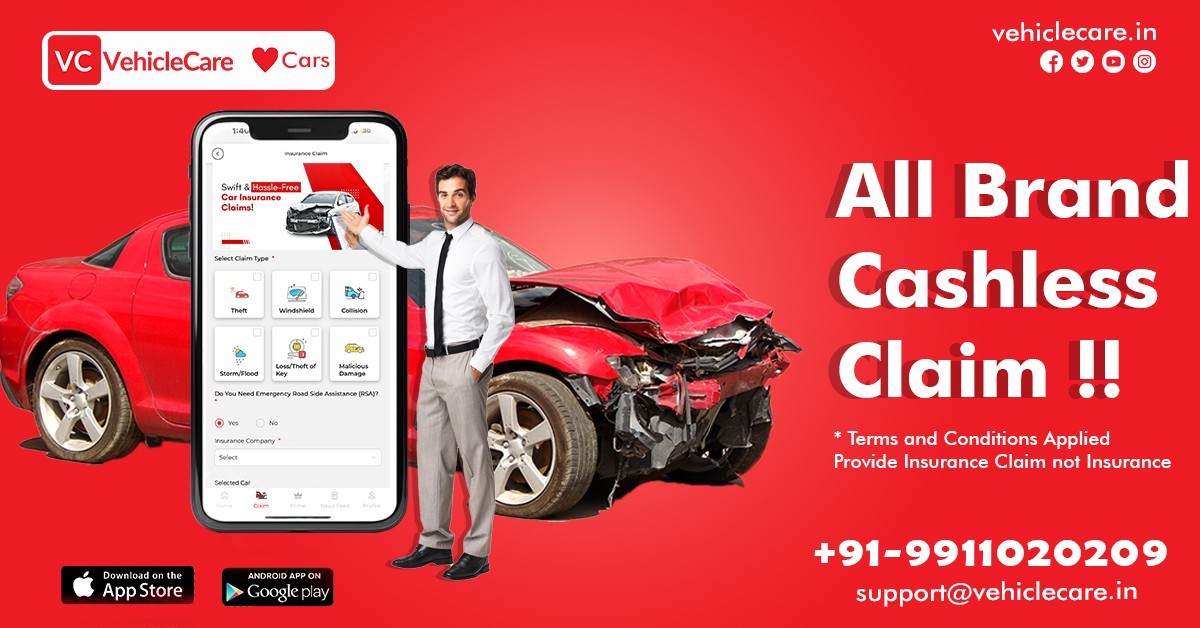 VC VehicleCare Cars
vehiclecare.in
Insurance Claim
Swift & Hassle-Free
Car Insurance
Claims!
Select Claim Type *
Theft
Windshield
Collision
Storm/Flood
Loss/Theft of
Key
Malicious
Damage
Do You Need Emergency Road Side Assistance (RSA)?
*
Yes No
Insurance Company *
Select
Selected Car
Home Claim Prime News Feed Profile
All Brand
Cashless
Claim !!
* Terms and Conditions Applied
Provide Insurance Claim not Insurance
+91-9911020209
support@vehiclecare.in
Download on the
App Store
ANDROID APP ON
Google play